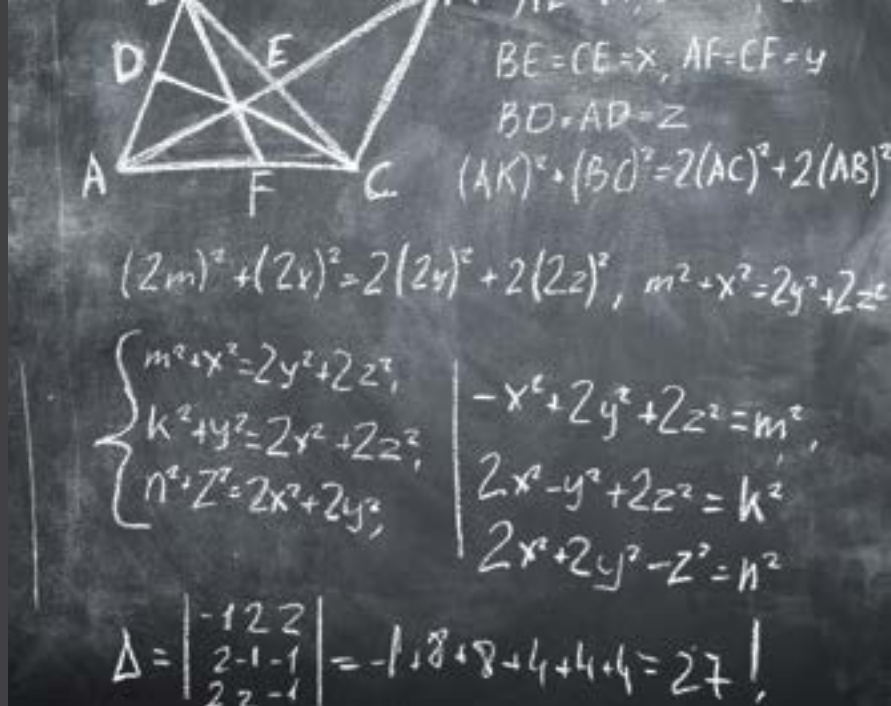 D E
A F C
BE=CE=x, AF=CF=y
BD=AD=z
(AK)²+(BC)²=2(AC)²+2(AB)²
(2m)²+(2x)²=2(2y)²+2(2z)², m²+x²=2y²+2z²
m²+x²=2y²+2z²,
k²+y²=2x²+2z²,
n²+z²=2x²+2y²,
-x²+2y²+2z²=m²,
2x²-y²+2z²=k²
2x²+2y²-z²=n²
Δ=|-1 2 2|
|2 -1 -1|=-1+8+8+4+4+4=27!
|2 2 -1|